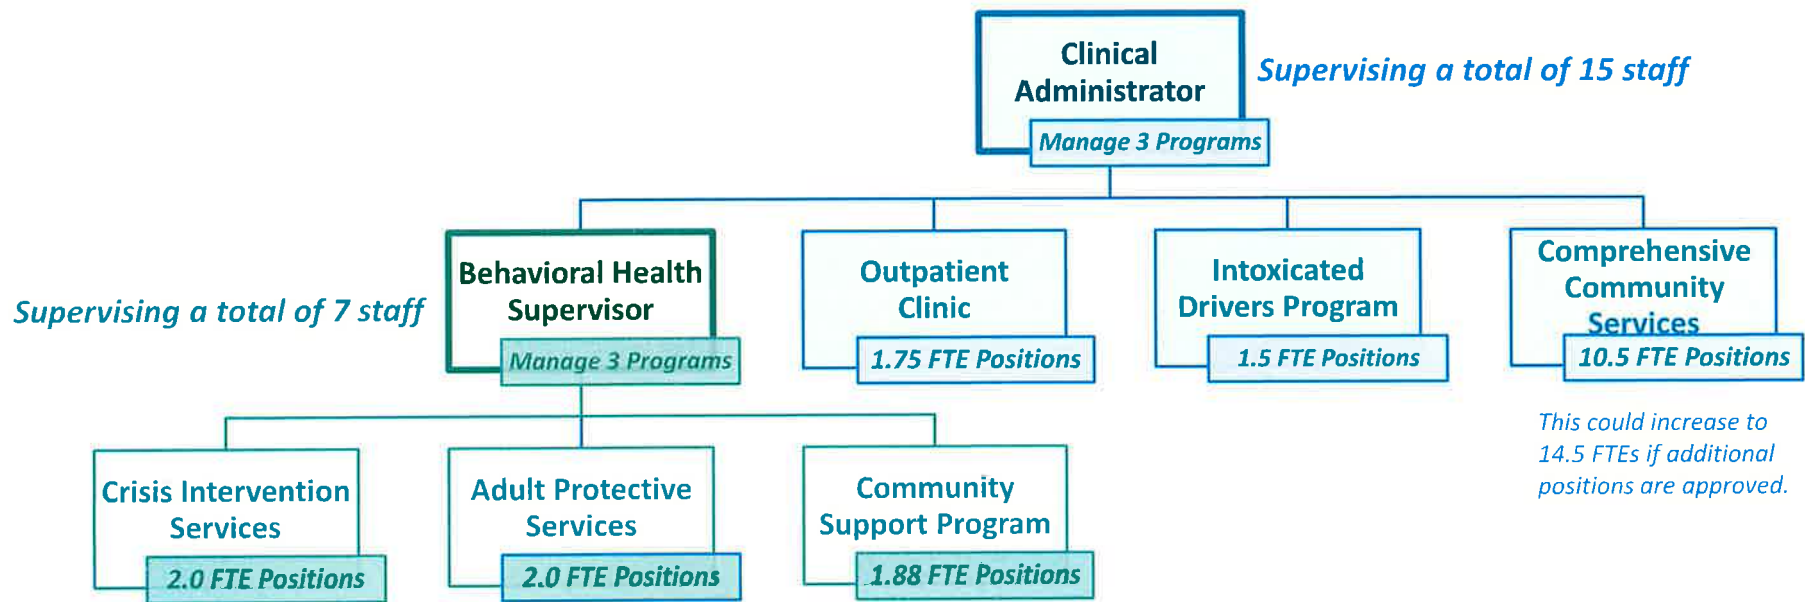 Clinical
Administrator
Manage 3 Programs
Supervising a total of 15 staff
Behavioral Health
Supervisor
Manage 3 Programs
Supervising a total of 7 staff
Outpatient
Clinic
1.75 FTE Positions
Intoxicated
Drivers Program
1.5 FTE Positions
Comprehensive
Community
Services
10.5 FTE Positions
This could increase to
14.5 FTEs if additional
positions are approved.
Crisis Intervention
Services
2.0 FTE Positions
Adult Protective
Services
2.0 FTE Positions
Community
Support Program
1.88 FTE Positions